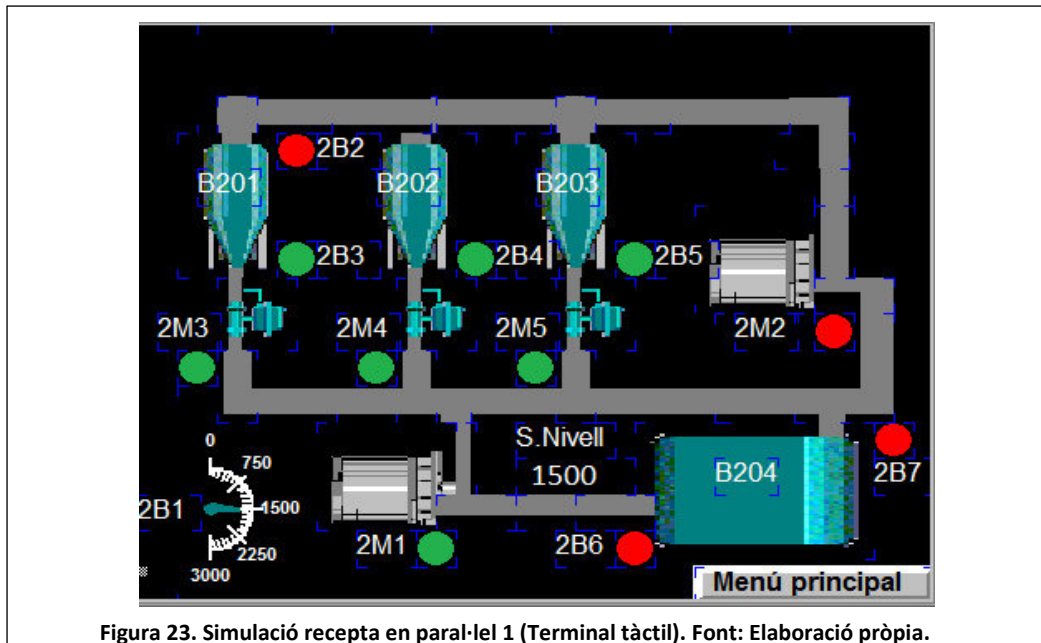 2B2
B201
B202
B203
2B3
2B4
2B5
2M3
2M4
2M5
2M2
S.Nivell
1500
B204
2B7
0
750
2B1
1500
2250
3000
2M1
2B6
Menú principal
Figura 23. Simulació recepta en paral·lel 1 (Terminal tàctil). Font: Elaboració pròpia.